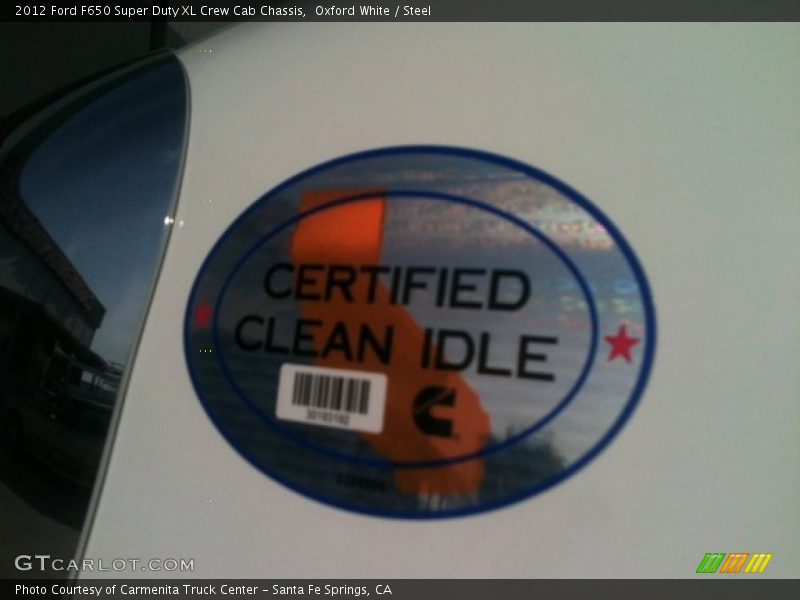 2012 Ford F650 Super Duty XL Crew Cab Chassis, Oxford White / Steel
CERTIFIED
CLEAN IDLE
GTCARLOT.COM
Photo Courtesy of Carmenita Truck Center – Santa Fe Springs, CA